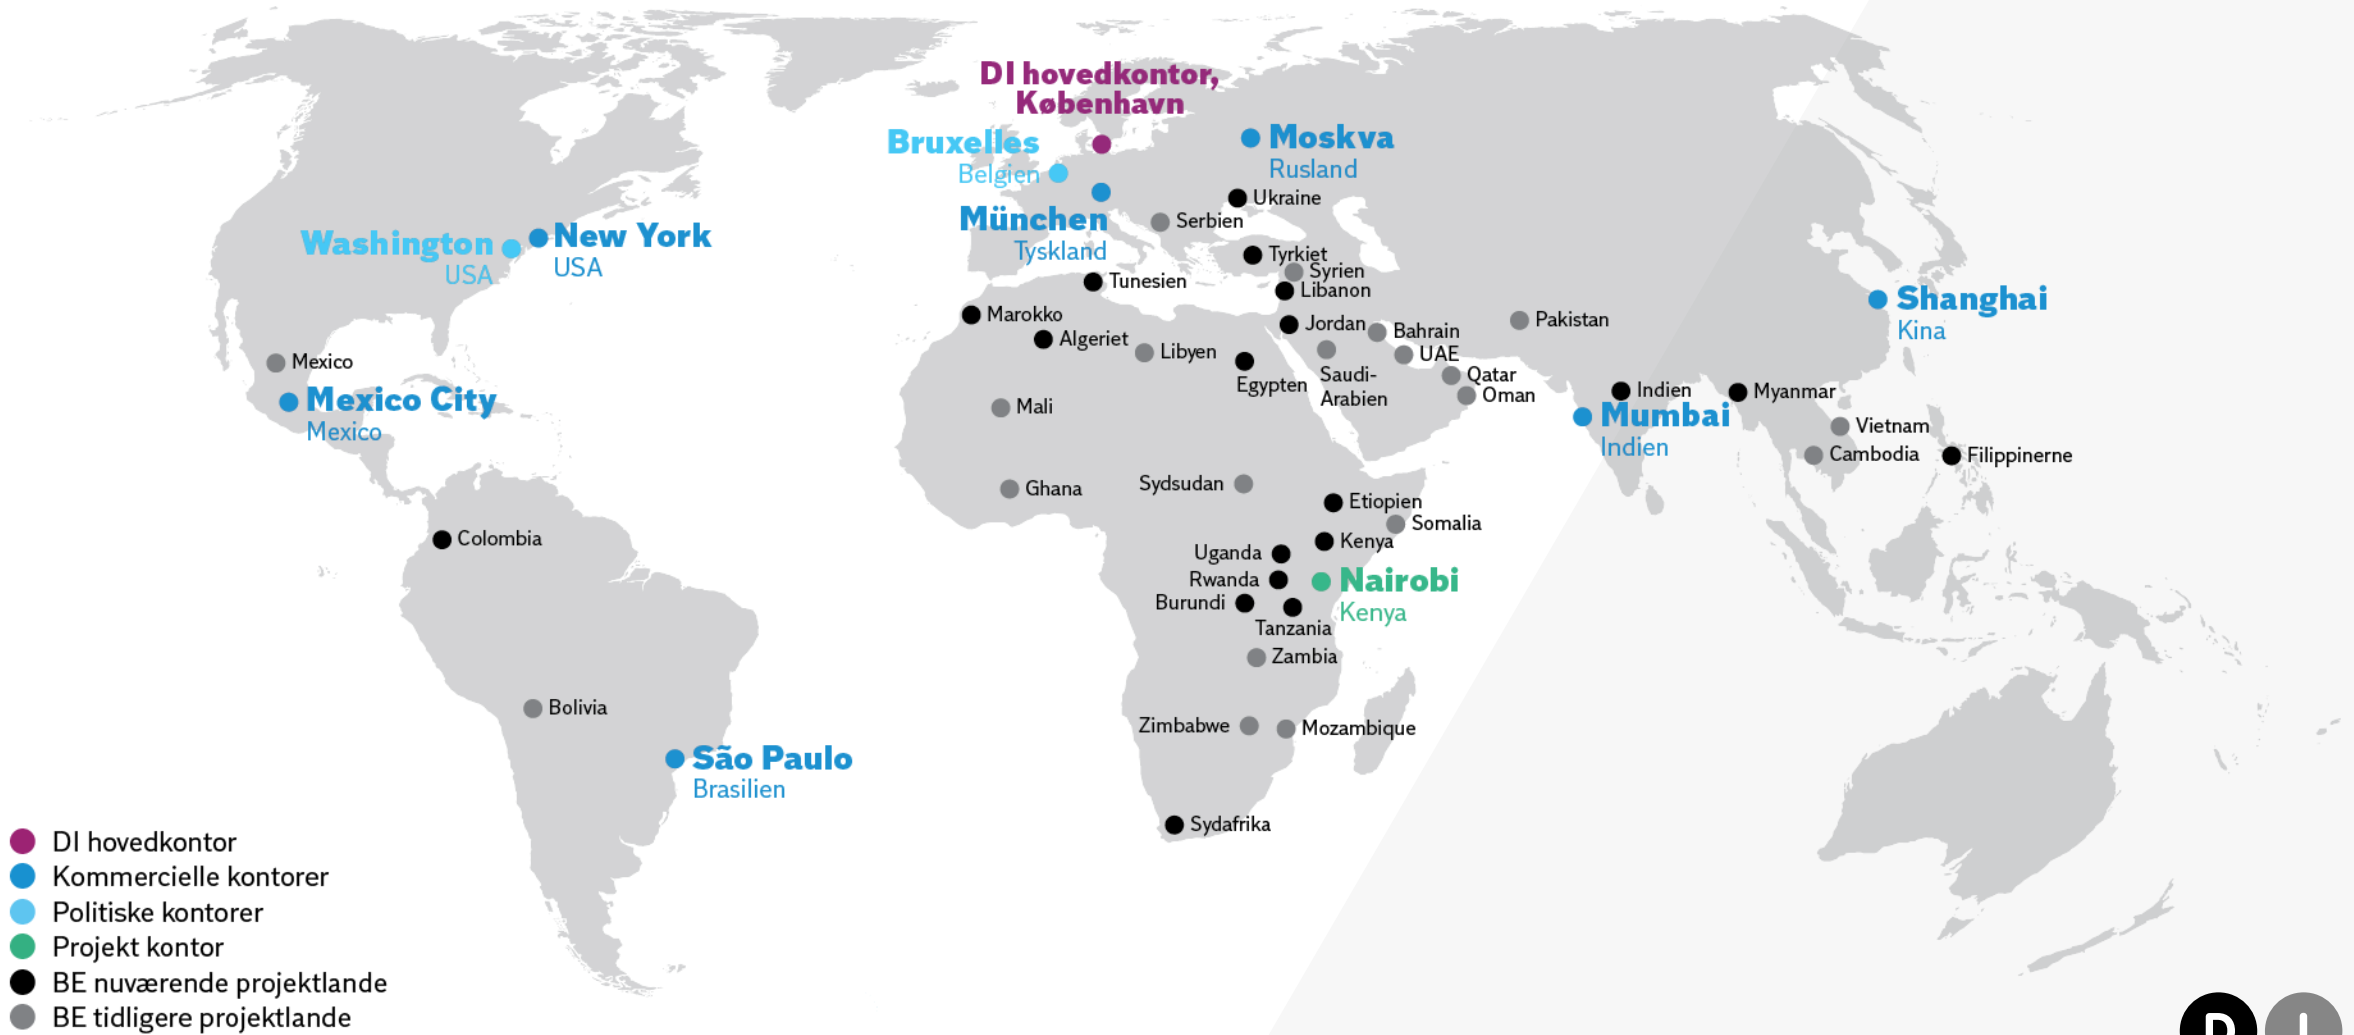 DI hovedkontor,
København
Bruxelles
Belgien
Moskva
Rusland
München
Tyskland
Ukraine
Serbien
Washington
USA
New York
USA
Tyrkiet
Syrien
Libanon
Tunesien
Marokko
Algeriet
Libyen
Egypten
Jordan
Bahrain
UAE
Saudi-
Arabien
Qatar
Oman
Pakistan
Shanghai
Kina
Mexico
Mexico City
Mexico
Mali
Indien
Mumbai
Indien
Myanmar
Vietnam
Cambodia
Filippinerne
Ghana
Sydsudan
Etiopien
Somalia
Colombia
Kenya
Uganda
Rwanda
Nairobi
Kenya
Burundi
Tanzania
Zambia
Bolivia
Zimbabwe
Mozambique
São Paulo
Brasilien
Sydafrika
DI hovedkontor
Kommercielle kontorer
Politiske kontorer
Projekt kontor
BE nuværende projektlande
BE tidligere projektlande
D I